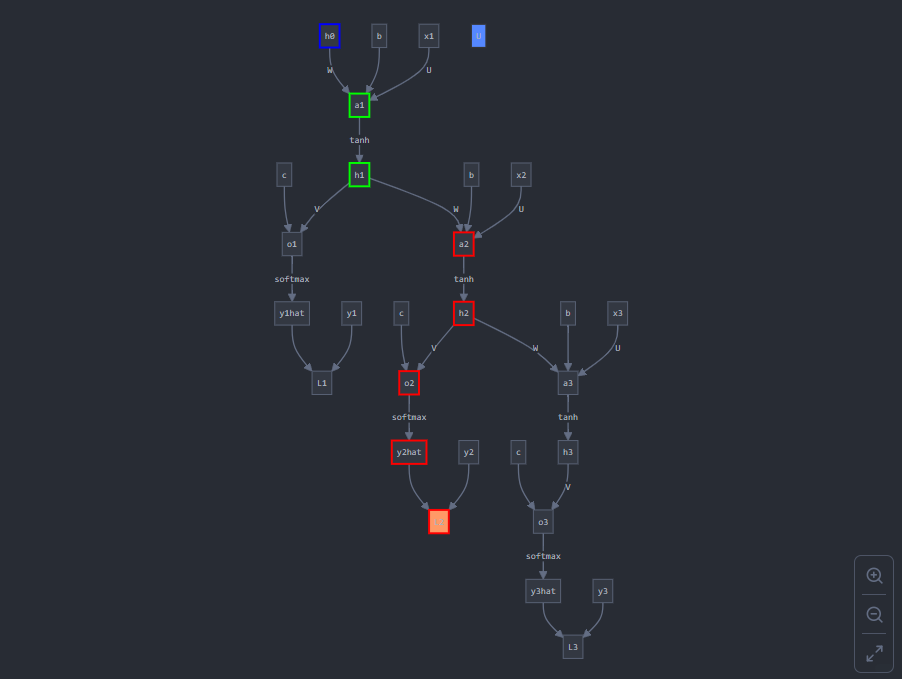 h0 b x1 U
W U
a1
tanh
c h1 b x2
V W U
o1 a2
softmax tanh
y1hat y1 c h2 b x3
V W U
L1 o2 a3
softmax tanh
y2hat y2 c h3
V
o3
softmax
y3hat y3
L3